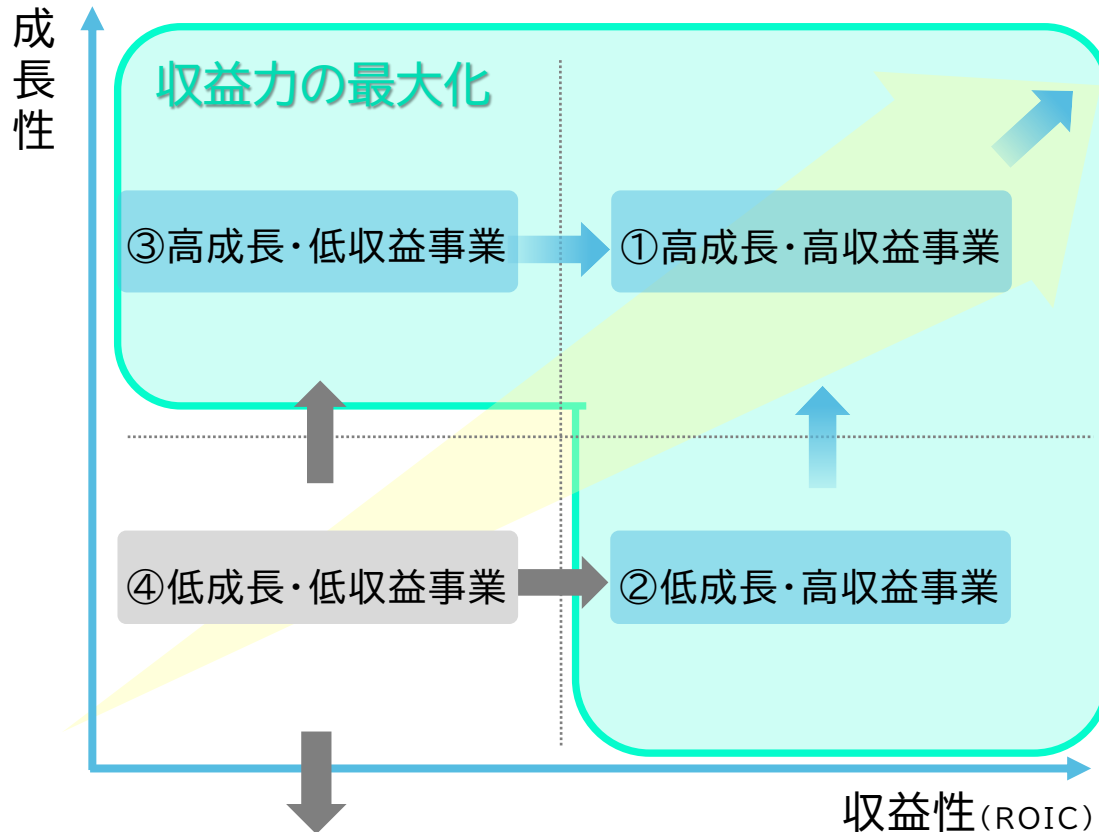 成長性
収益力の最大化
③高成長・低収益事業
①高成長・高収益事業
④低成長・低収益事業
②低成長・高収益事業
収益性(ROIC)